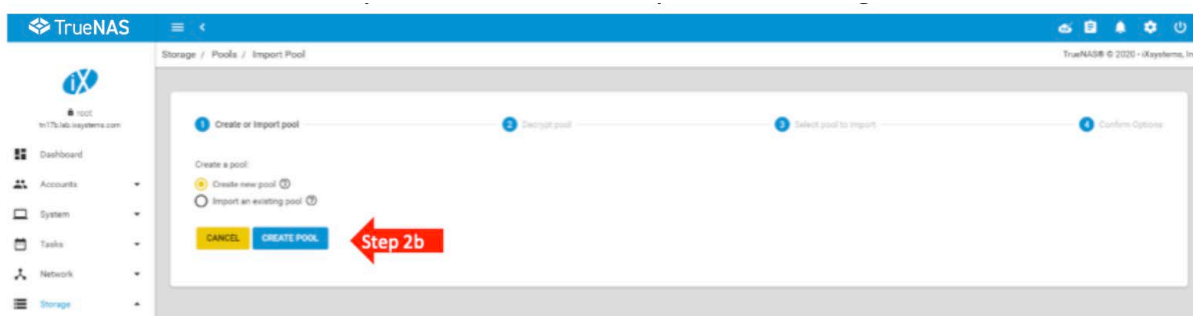 TrueNAS
Storage / Pools / Import Pool
TrueNAS® © 2020 - iXsystems, In
iX
root
tn17b.lab.ixsystems.com
1 Create or Import pool
2 Decrypt pool
3 Select pool to import
4 Confirm Options
Dashboard
Accounts
System
Tasks
Network
Storage
Create a pool:
Create new pool
Import an existing pool
CANCEL
CREATE POOL
Step 2b